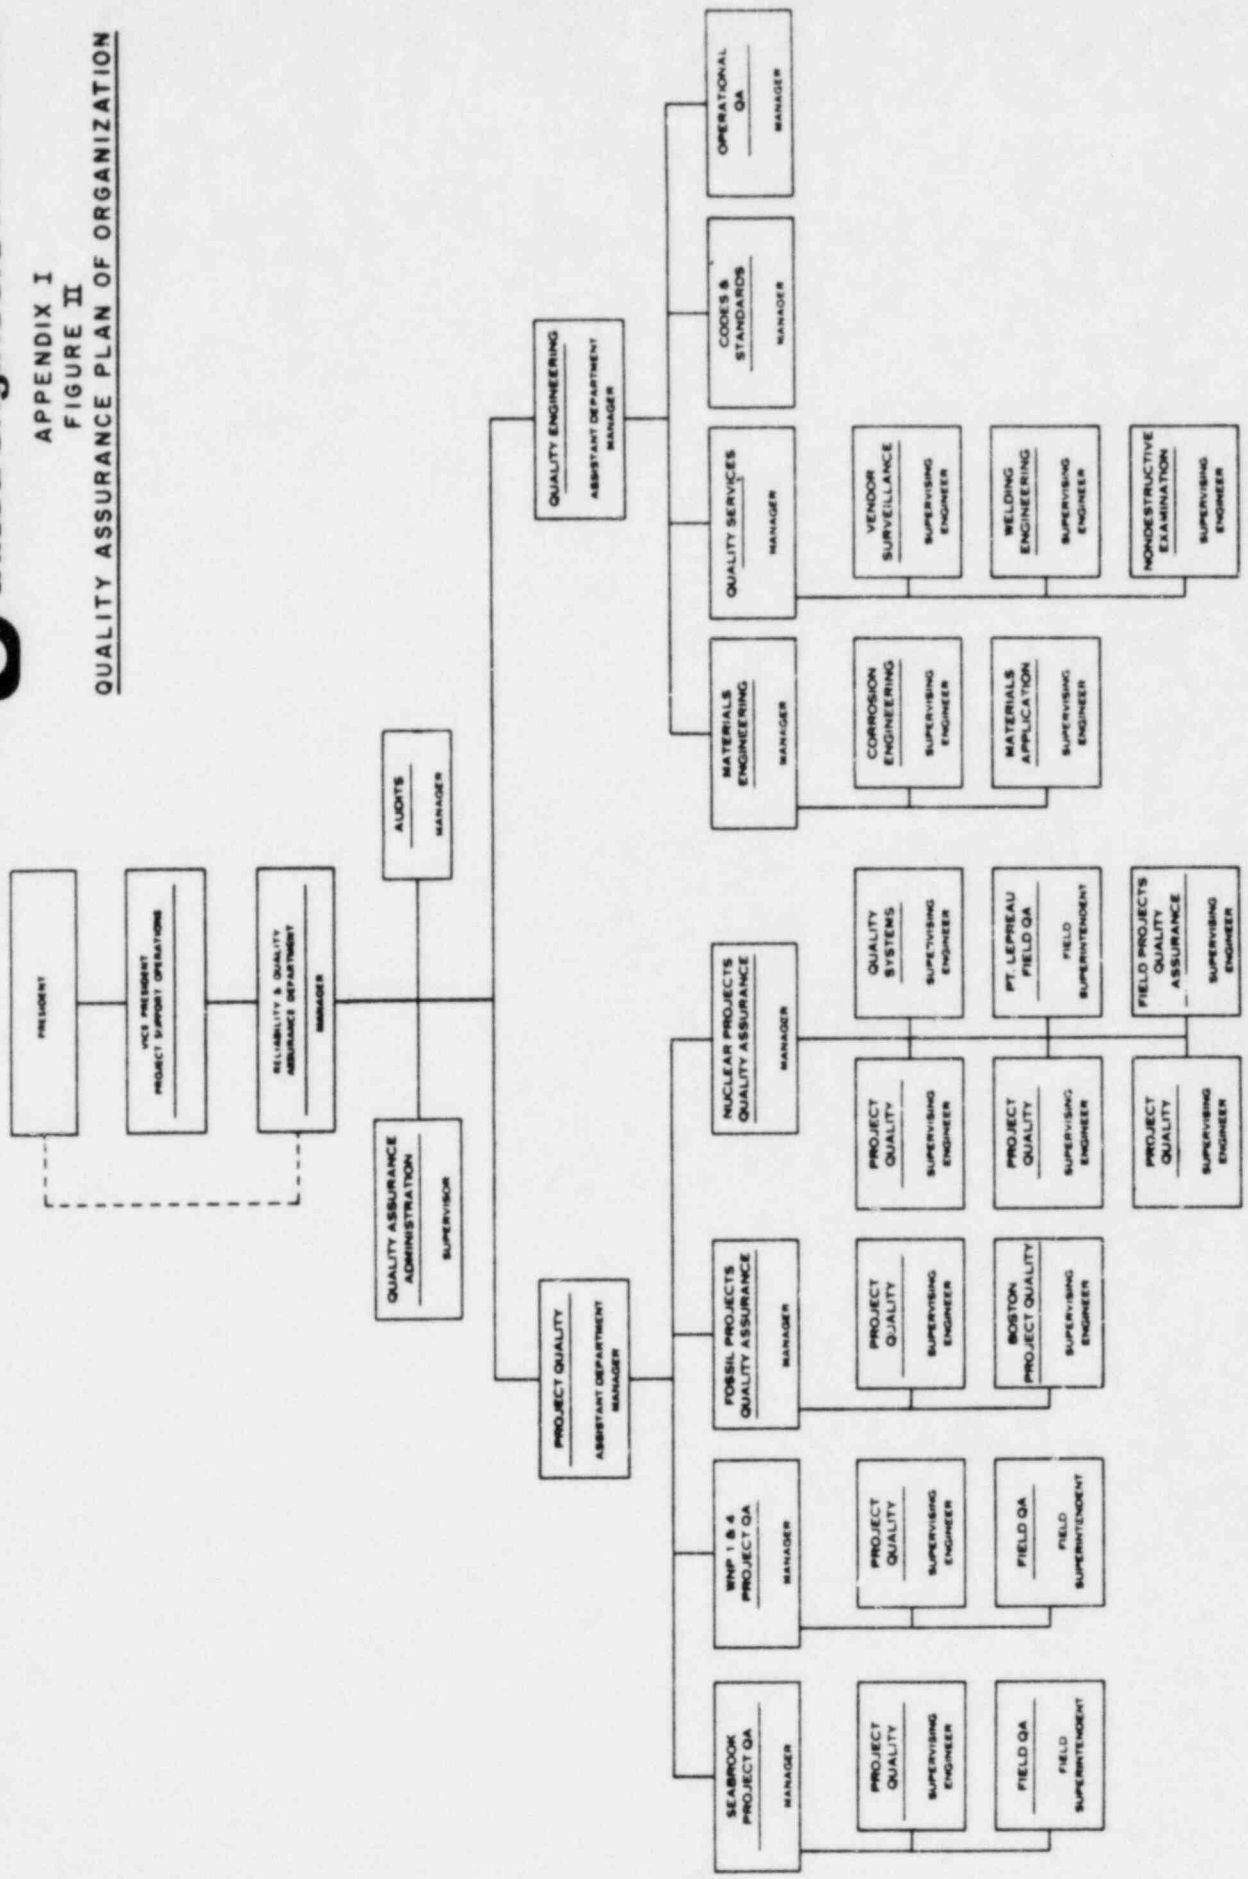 APPENDIX I
FIGURE II
QUALITY ASSURANCE PLAN OF ORGANIZATION
PRESIDENT
VICE PRESIDENT
PROJECT SUPPORT OPERATIONS
RELIABILITY & QUALITY
ASSURANCE DEPARTMENT
MANAGER
QUALITY ASSURANCE
ADMINISTRATION
SUPERVISOR
AUDITS
MANAGER
PROJECT QUALITY
ASSISTANT DEPARTMENT
MANAGER
QUALITY ENGINEERING
ASSISTANT DEPARTMENT
MANAGER
SEABROOK
PROJECT QA
MANAGER
WNP 1 & 4
PROJECT QA
MANAGER
FOSSIL PROJECTS
QUALITY ASSURANCE
MANAGER
NUCLEAR PROJECTS
QUALITY ASSURANCE
MANAGER
MATERIALS
ENGINEERING
MANAGER
QUALITY SERVICES
MANAGER
CODES &
STANDARDS
MANAGER
OPERATIONAL
QA
MANAGER
PROJECT
QUALITY
SUPERVISING
ENGINEER
PROJECT
QUALITY
SUPERVISING
ENGINEER
PROJECT
QUALITY
SUPERVISING
ENGINEER
PROJECT
QUALITY
SUPERVISING
ENGINEER
QUALITY
SYSTEMS
SUPERVISING
ENGINEER
CORROSION
ENGINEERING
SUPERVISING
ENGINEER
VENDOR
SURVEILLANCE
SUPERVISING
ENGINEER
FIELD QA
FIELD
SUPERINTENDENT
FIELD QA
FIELD
SUPERINTENDENT
BOSTON
PROJECT QUALITY
SUPERVISING
ENGINEER
PROJECT
QUALITY
SUPERVISING
ENGINEER
PT. LEPREAU
FIELD QA
FIELD
SUPERINTENDENT
MATERIALS
APPLICATION
SUPERVISING
ENGINEER
WELDING
ENGINEERING
SUPERVISING
ENGINEER
PROJECT
QUALITY
SUPERVISING
ENGINEER
FIELD PROJECTS
QUALITY
ASSURANCE
SUPERVISING
ENGINEER
NONDESTRUCTIVE
EXAMINATION
SUPERVISING
ENGINEER